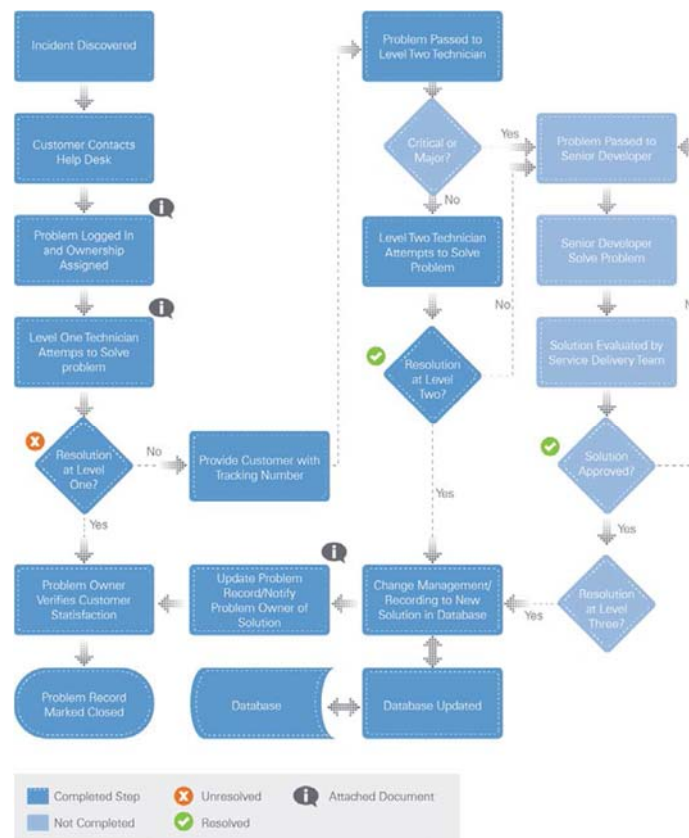 Incident Discovered
Customer Contacts
Help Desk
Problem Logged In
and Ownership
Assigned
Level One Technician
Attemps to Solve
problem
Resolution
at Level
One?
No
Yes
Provide Customer with
Tracking Number
Problem Owner
Verifies Customer
Statisfaction
Problem Record
Marked Closed
Update Problem
Record/Notify
Problem Owner of
Solution
Database
Problem Passed to
Level Two Technician
Critical or
Major?
Yes
No
Level Two Technician
Attempts to Solve
Problem
Resolution
at Level
Two?
No
Yes
Change Management/
Recording to New
Solution in Database
Database Updated
Problem Passed to
Senior Developer
Senior Developer
Solve Problem
Solution Evaluated by
Service Delivery Team
Solution
Approved?
Yes
Resolution
at Level
Three?
Yes
Completed Step
Unresolved
Attached Document
Not Completed
Resolved